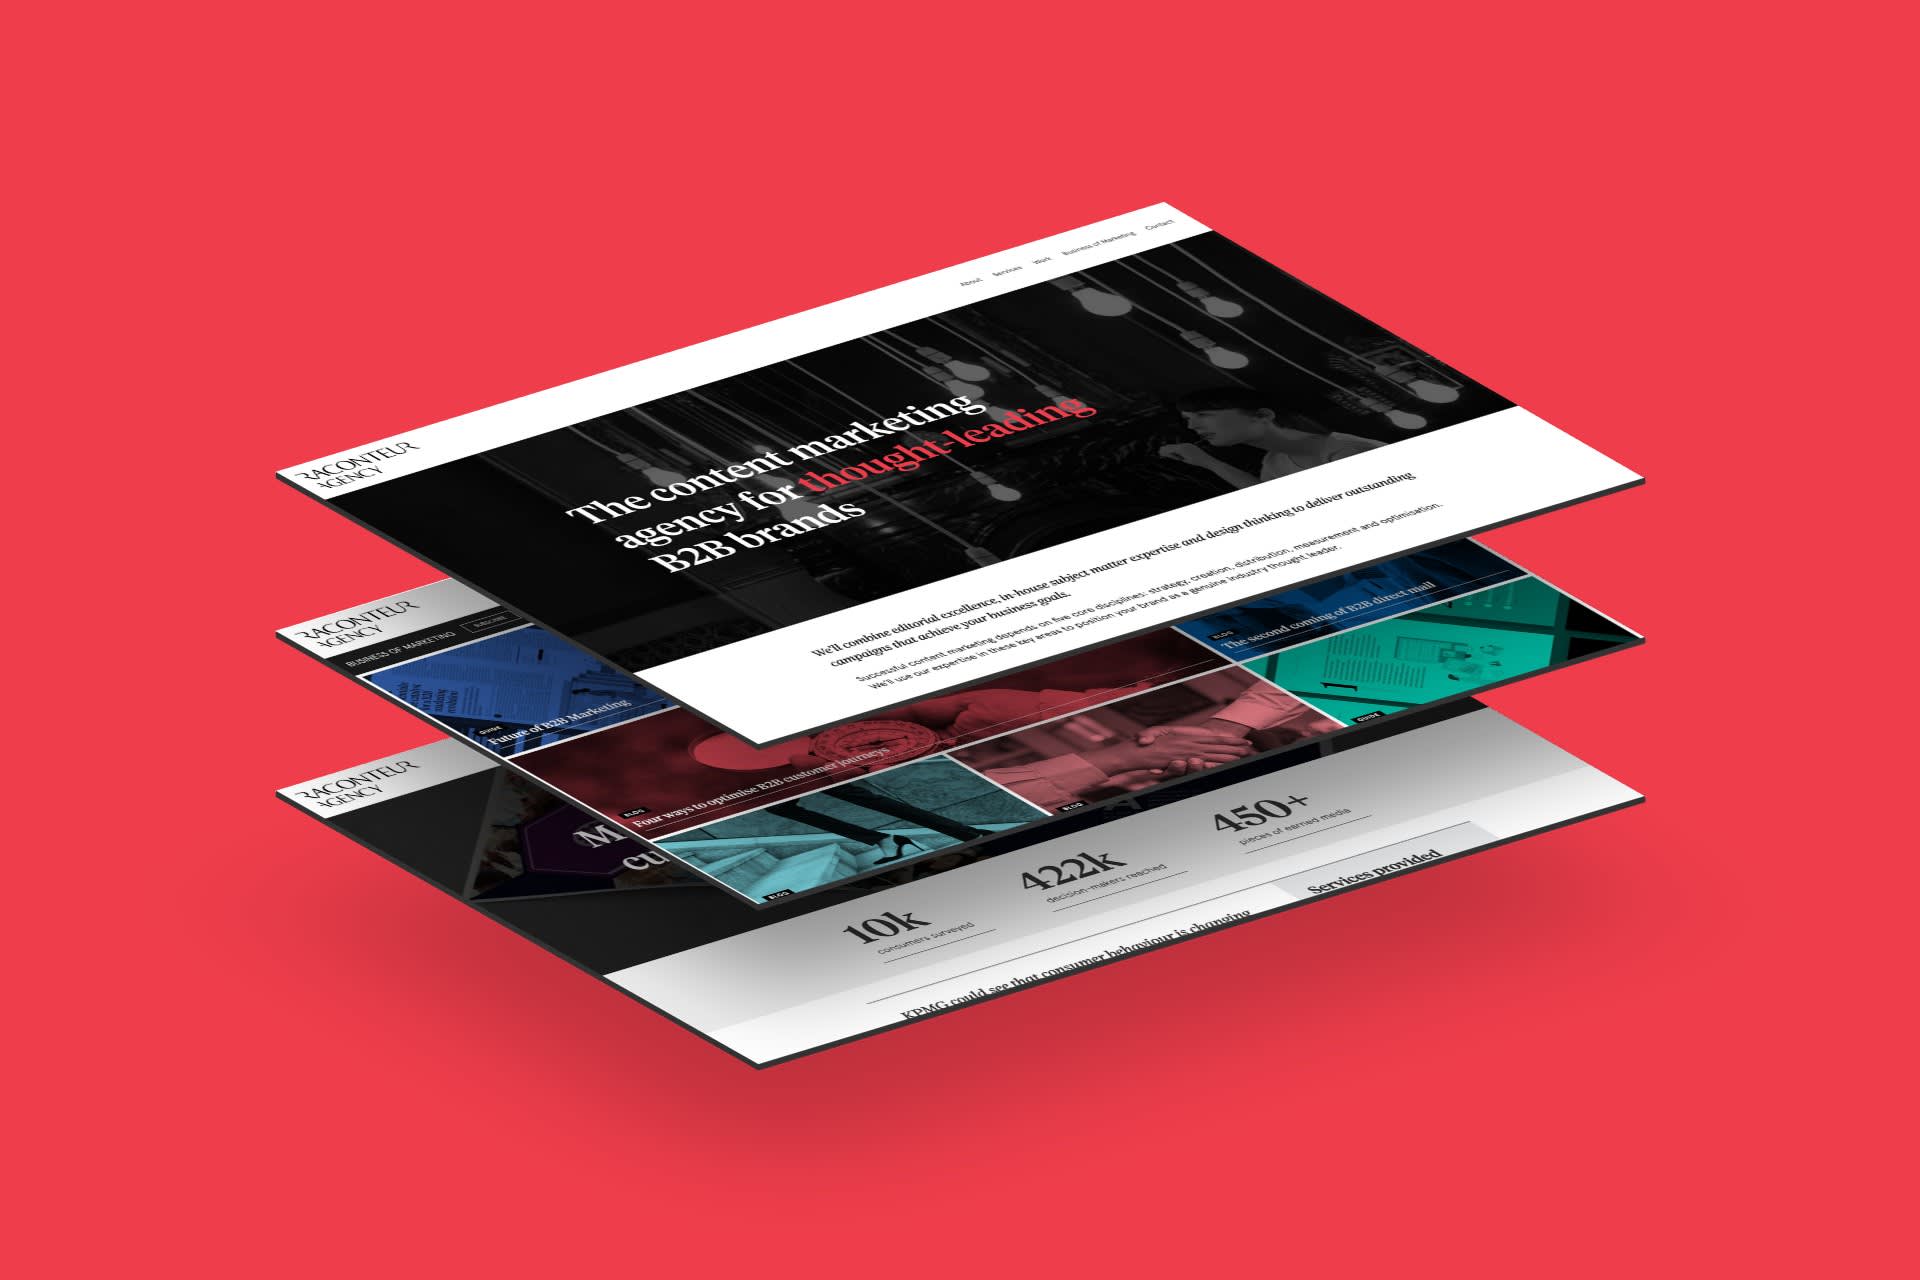 RACONTEUR
AGENCY
About Services Work Business of Marketing Contact
The content marketing
agency for thought-leading
B2B brands
We'll combine editorial excellence, in-house subject matter expertise and design thinking to deliver outstanding
campaigns that achieve your business goals.
Successful content marketing depends on five core disciplines: strategy, creation, distribution, measurement and optimisation.
We'll use our expertise in these key areas to position your brand as a genuine industry thought leader.
RACONTEUR
AGENCY
BUSINESS OF MARKETING SUBSCRIBE
GUIDE
Future of B2B Marketing
BLOG
Four ways to optimise B2B customer journeys
BLOG
The second coming of B2B direct mail
BLOG
BLOG
GUIDE
RACONTEUR
AGENCY
10k
consumers surveyed
422k
decision-makers reached
450+
pieces of earned media
KPMG could see that consumer behaviour is changing
Services provided